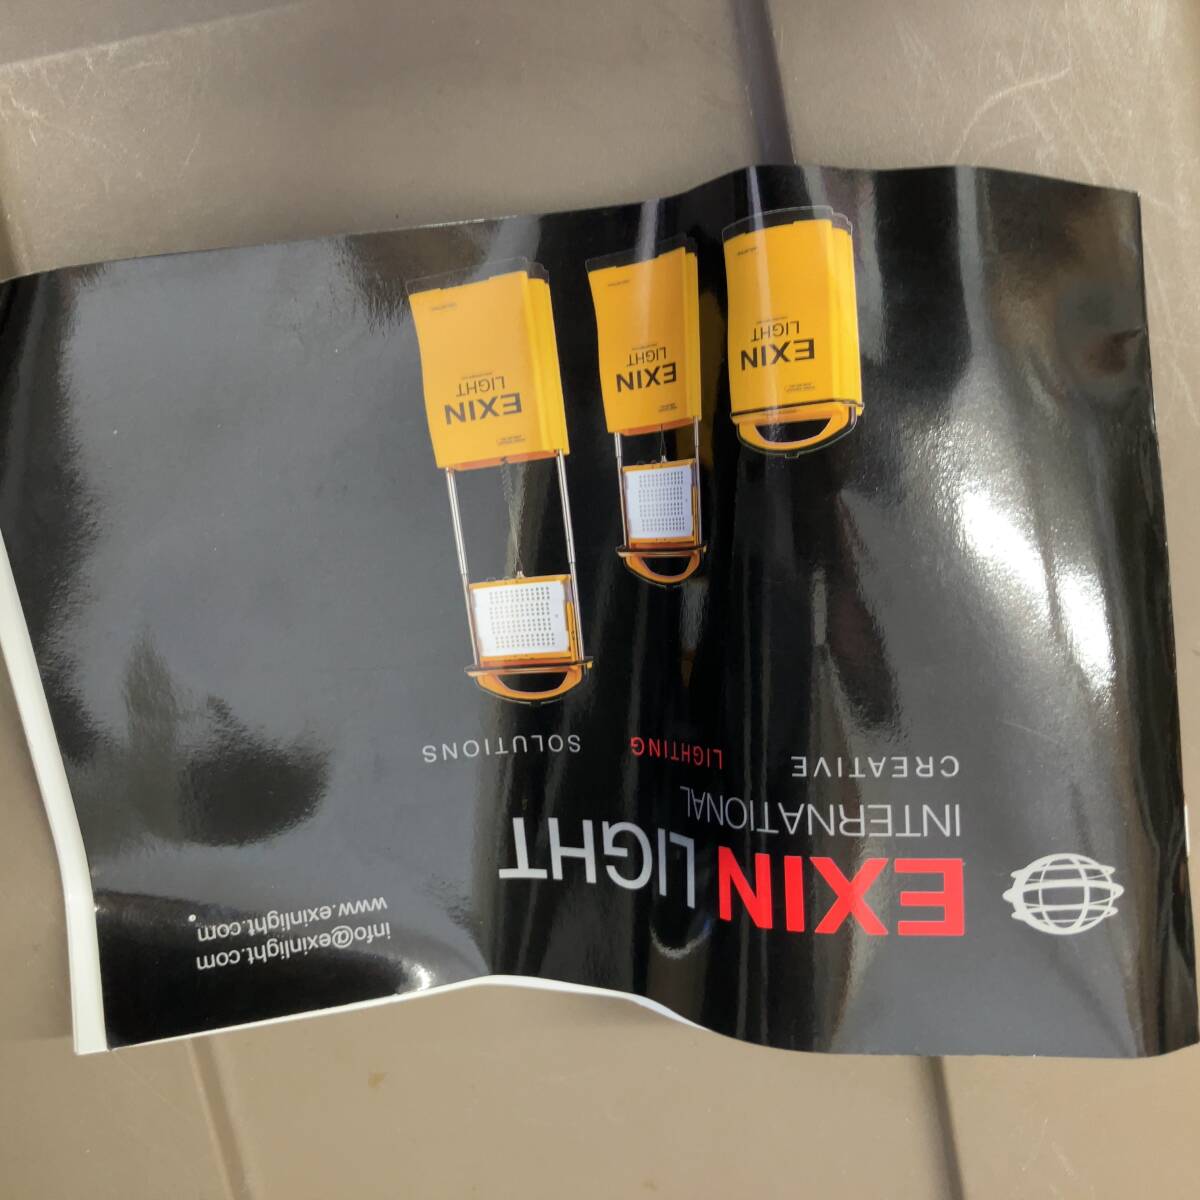 info@exinlight.com
www.exinlight.com
EXIN LIGHT
INTERNATIONAL
CREATIVE LIGHTING SOLUTIONS
EXIN
LIGHT
EXIN
LIGHT
EXIN
LIGHT